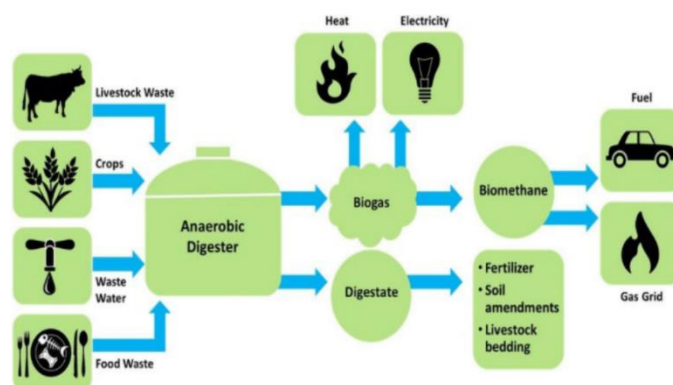 Heat
Electricity
Livestock Waste
Fuel
Crops
Anaerobic
Digester
Biogas
Biomethane
Waste
Water
Digestate
• Fertilizer
• Soil
amendments
• Livestock
bedding
Gas Grid
Food Waste